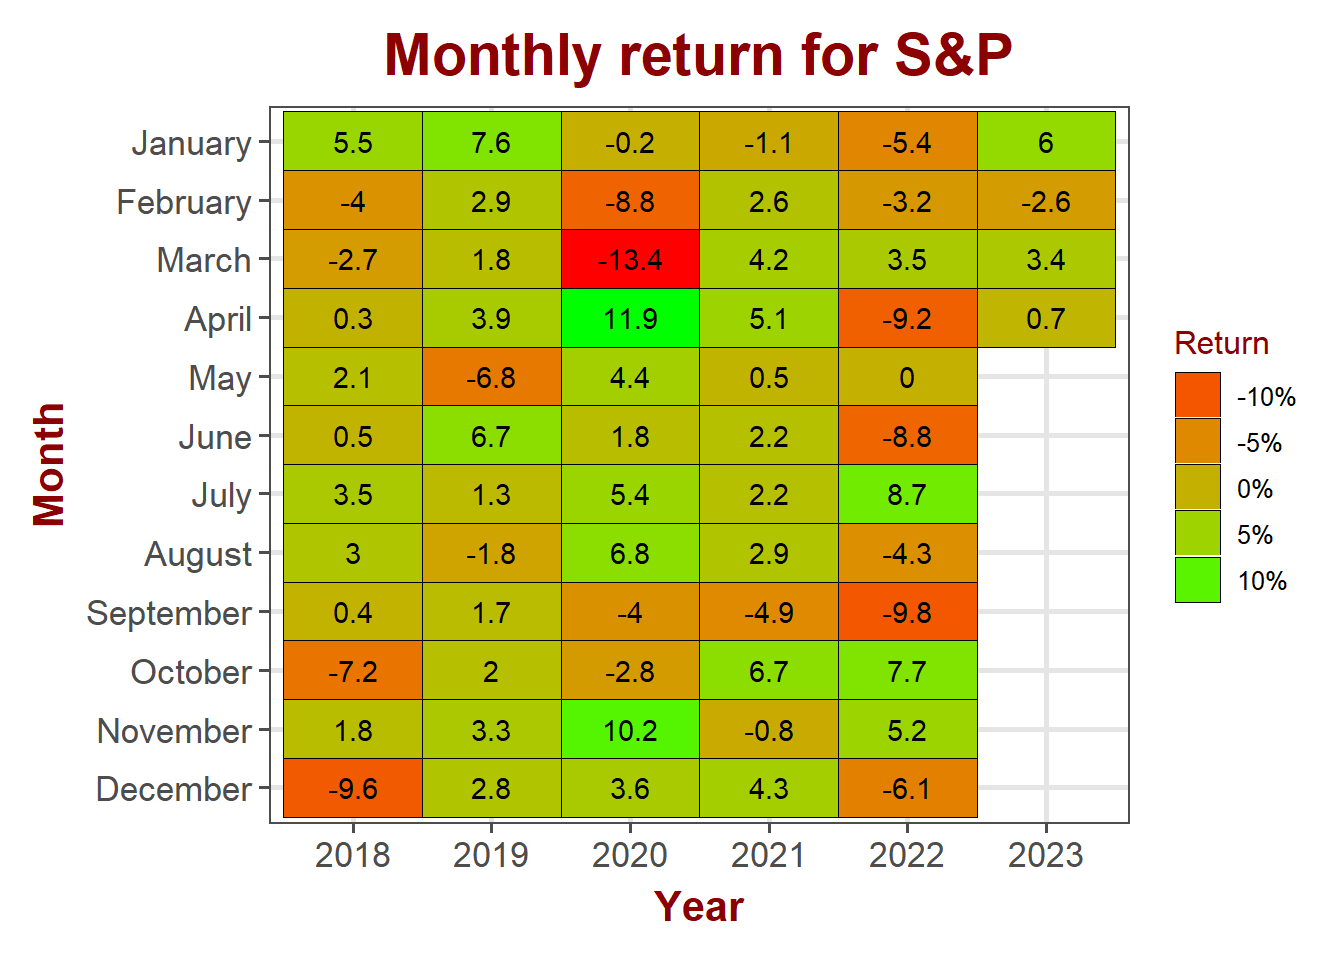 Monthly return for S&P
January 5.5 7.6 -0.2 -1.1 -5.4 6
February -4 2.9 -8.8 2.6 -3.2 -2.6
March -2.7 1.8 -13.4 4.2 3.5 3.4
April 0.3 3.9 11.9 5.1 -9.2 0.7
May 2.1 -6.8 4.4 0.5 0
June 0.5 6.7 1.8 2.2 -8.8
July 3.5 1.3 5.4 2.2 8.7
August 3 -1.8 6.8 2.9 -4.3
September 0.4 1.7 -4 -4.9 -9.8
October -7.2 2 -2.8 6.7 7.7
November 1.8 3.3 10.2 -0.8 5.2
December -9.6 2.8 3.6 4.3 -6.1
2018 2019 2020 2021 2022 2023
Year
Month
Return
-10%
-5%
0%
5%
10%